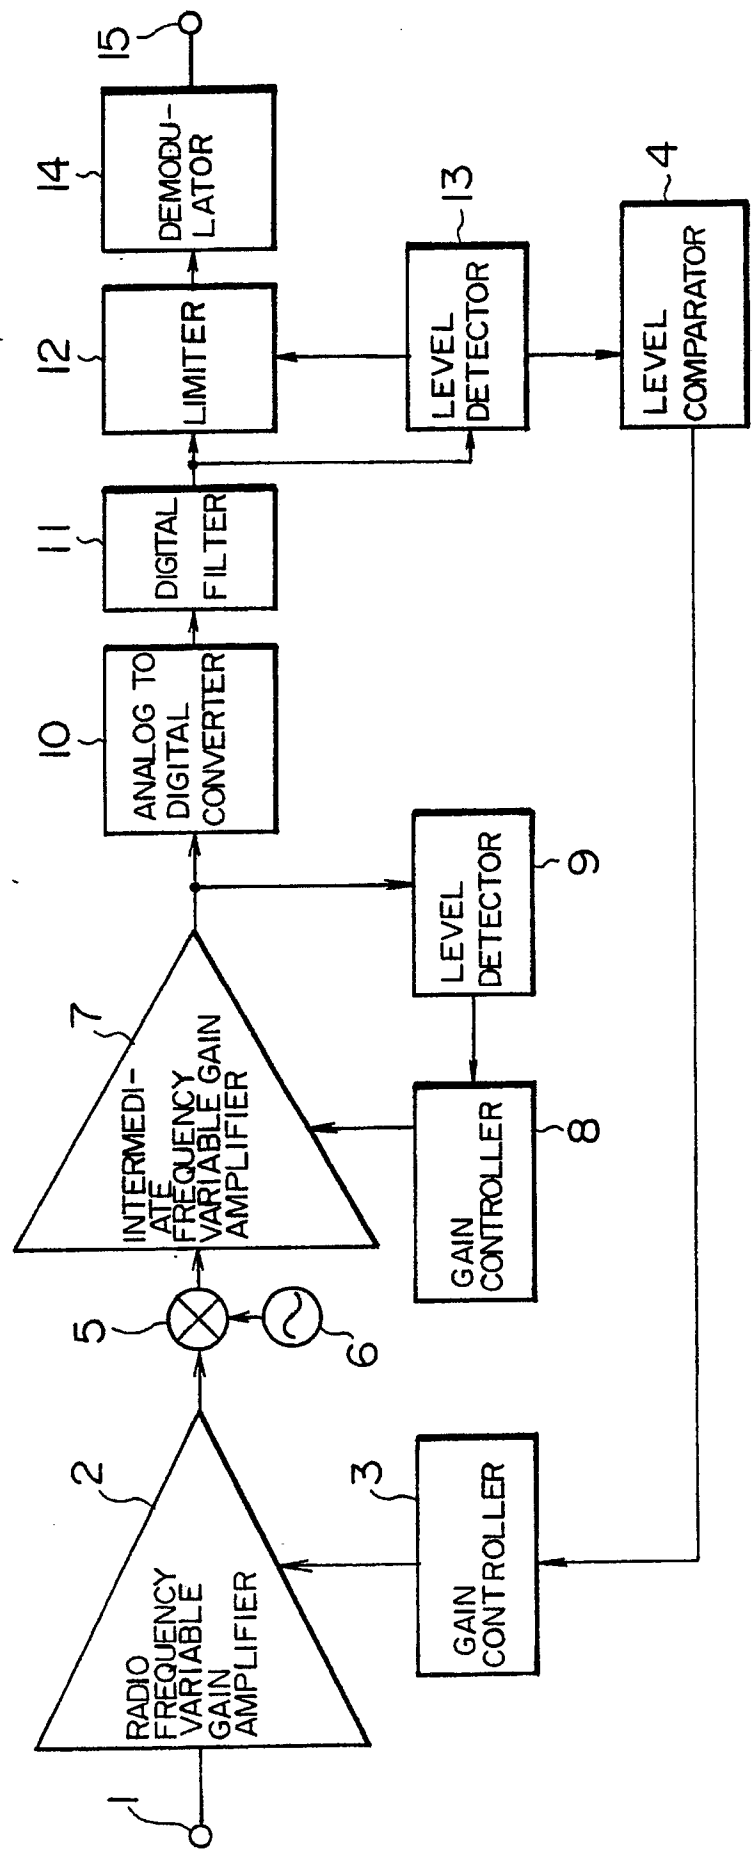 1
2
RADIO
FREQUENCY
VARIABLE
GAIN
AMPLIFIER
3
GAIN
CONTROLLER
5
6
7
INTERMEDI-
ATE
FREQUENCY
VARIABLE GAIN
AMPLIFIER
8
GAIN
CONTROLLER
9
LEVEL
DETECTOR
10
ANALOG TO
DIGITAL
CONVERTER
11
DIGITAL
FILTER
12
LIMITER
13
LEVEL
DETECTOR
4
LEVEL
COMPARATOR
14
DEMODU-
LATOR
15